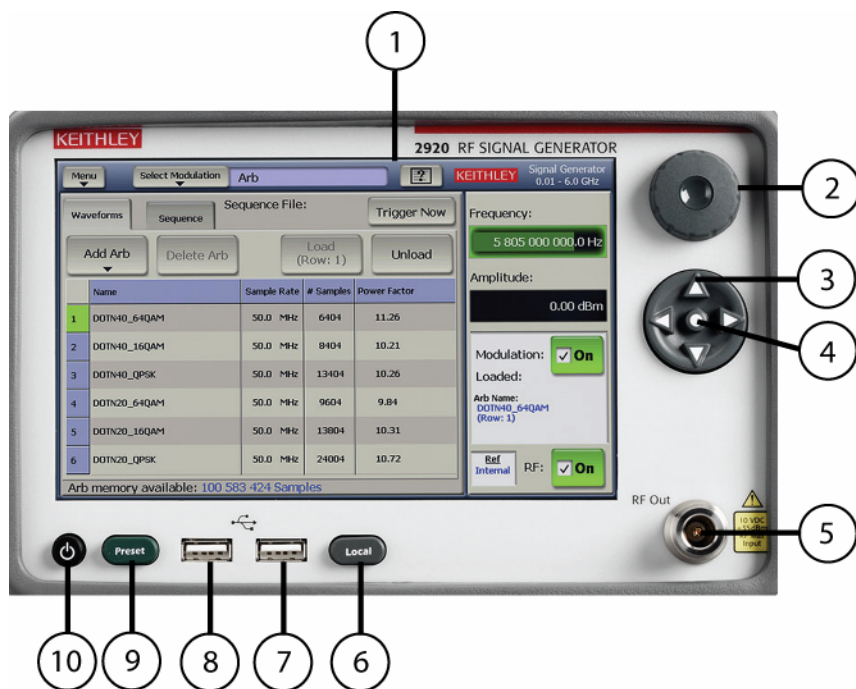 1
KEITHLEY
2920 RF SIGNAL GENERATOR
Menu
Select Modulation
Arb
?
KEITHLEY
Signal Generator
0.01 - 6.0 GHz
2
Waveforms
Sequence
Sequence File:
Trigger Now
Frequency:
5 805 000 000.0 Hz
Add Arb
Delete Arb
Load
(Row: 1)
Unload
Amplitude:
0.00 dBm
3
Name Sample Rate # Samples Power Factor
1 DOTN40_64QAM 50.0 MHz 6404 11.26
2 DOTN40_16QAM 50.0 MHz 8404 10.21
3 DOTN40_QPSK 50.0 MHz 13404 10.26
4 DOTN20_64QAM 50.0 MHz 9604 9.84
5 DOTN20_16QAM 50.0 MHz 13804 10.31
6 DOTN20_QPSK 50.0 MHz 24004 10.72
4
Modulation:
On
Loaded:
Arb Name:
DOTN40_64QAM
(Row: 1)
Ref
Internal
RF:
On
Arb memory available: 100 583 424 Samples
RF Out
10 VDC
Input
5
Preset
Local
10
9
8
7
6